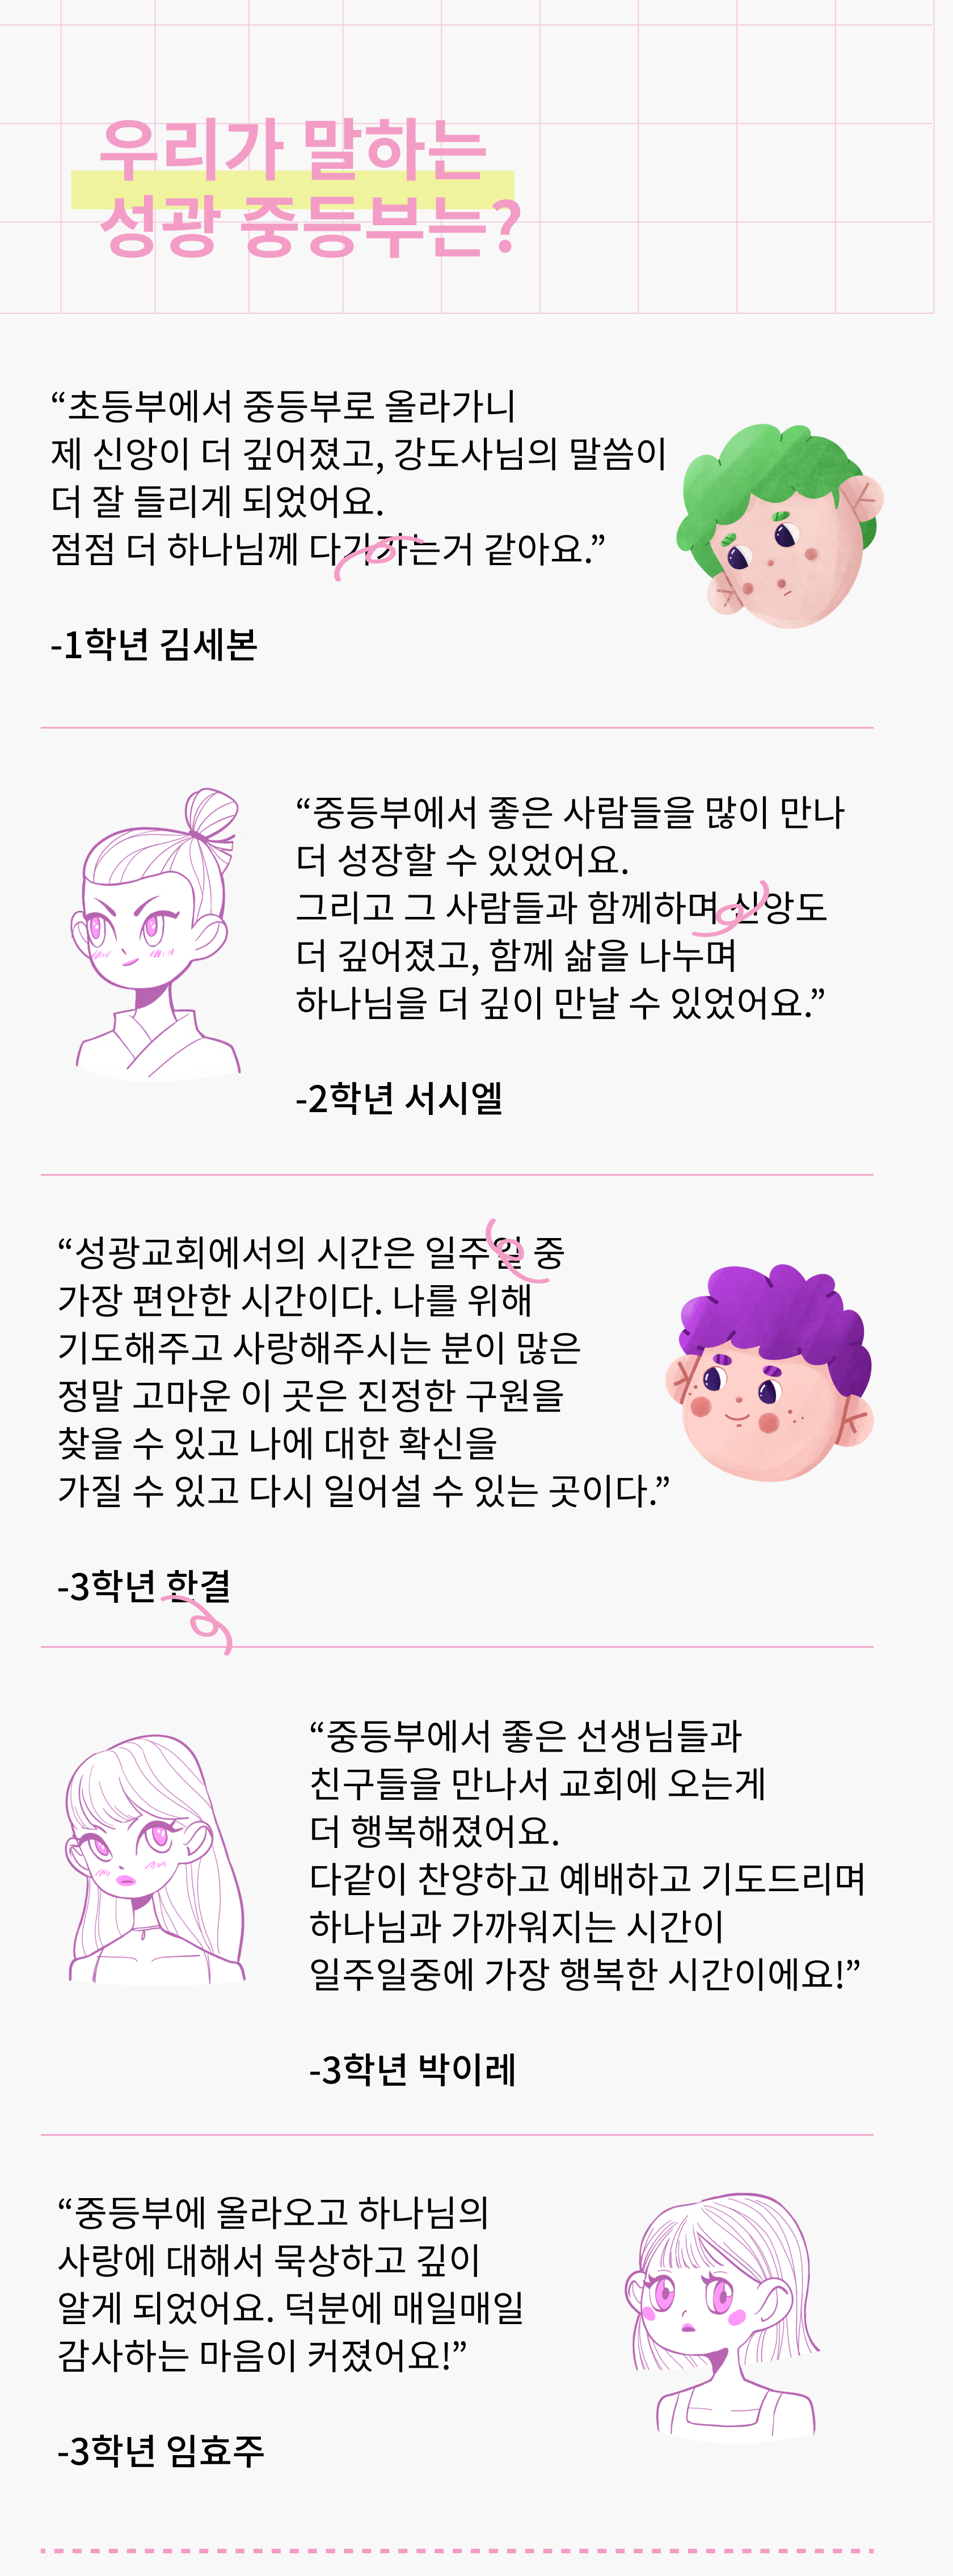 우리가 말하는
성광 중등부는?
“초등부에서 중등부로 올라가니
제 신앙이 더 깊어졌고, 강도사님의 말씀이
더 잘 들리게 되었어요.
점점 더 하나님께 다가가는거 같아요.”
-1학년 김세본
“중등부에서 좋은 사람들을 많이 만나
더 성장할 수 있었어요.
그리고 그 사람들과 함께하며 신앙도
더 깊어졌고, 함께 삶을 나누며
하나님을 더 깊이 만날 수 있었어요.”
-2학년 서시엘
“성광교회에서의 시간은 일주일 중
가장 편안한 시간이다. 나를 위해
기도해주고 사랑해주시는 분이 많은
정말 고마운 이 곳은 진정한 구원을
찾을 수 있고 나에 대한 확신을
가질 수 있고 다시 일어설 수 있는 곳이다.”
-3학년 한결
“중등부에서 좋은 선생님들과
친구들을 만나서 교회에 오는게
더 행복해졌어요.
다같이 찬양하고 예배하고 기도드리며
하나님과 가까워지는 시간이
일주일중에 가장 행복한 시간이에요!”
-3학년 박이레
“중등부에 올라오고 하나님의
사랑에 대해서 묵상하고 깊이
알게 되었어요. 덕분에 매일매일
감사하는 마음이 커졌어요!”
-3학년 임효주